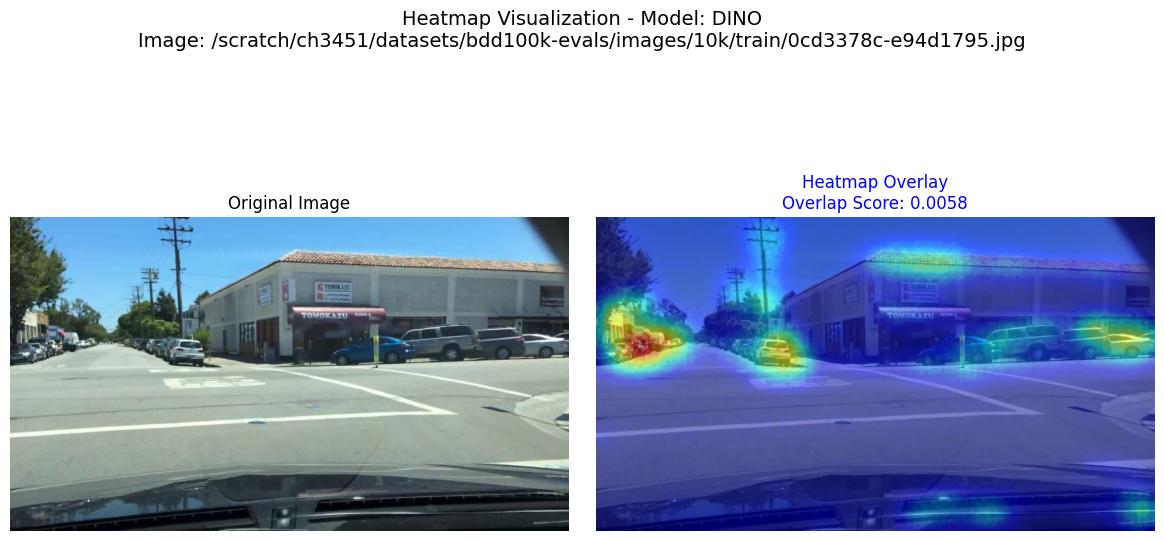 Heatmap Visualization - Model: DINO
Image: /scratch/ch3451/datasets/bdd100k-evals/images/10k/train/0cd3378c-e94d1795.jpg
Original Image
Heatmap Overlay
Overlap Score: 0.0058
TOMOKAZU
TOMOKAZU